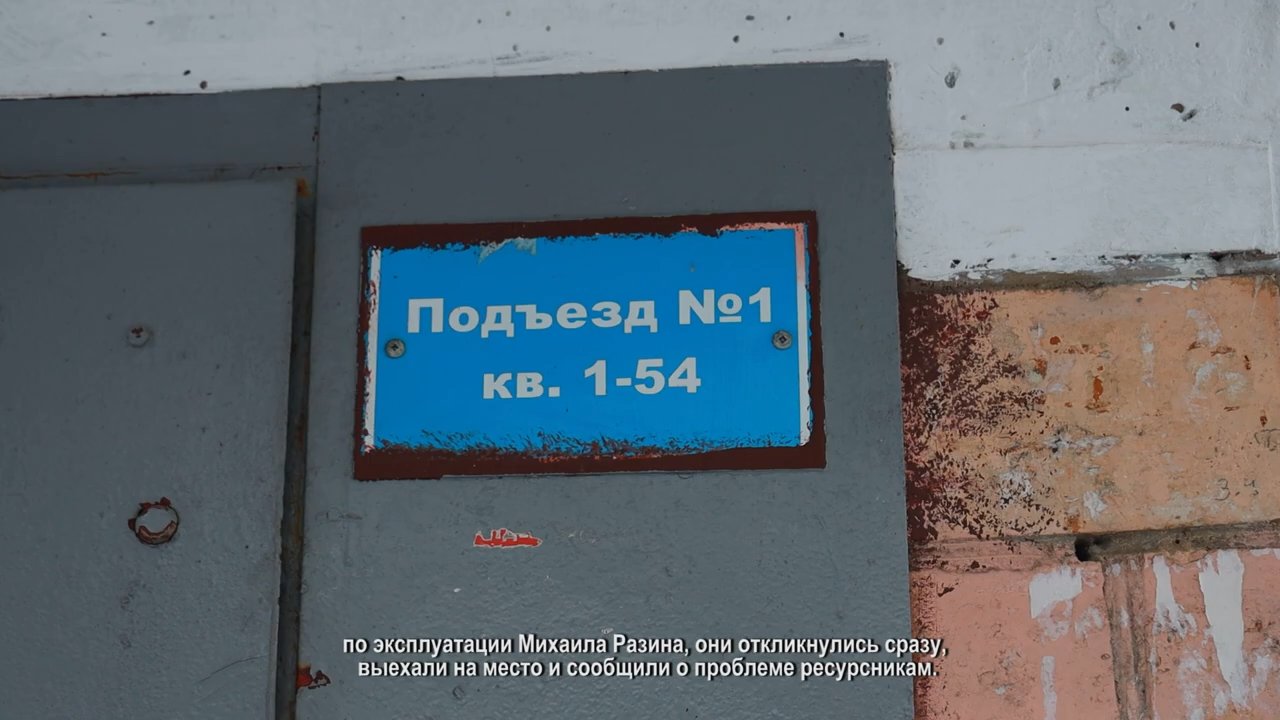 Подъезд №1
кв. 1-54
по эксплуатации Михаила Разина, они откликнулись сразу,
выехали на место и сообщили о проблеме ресурсникам.